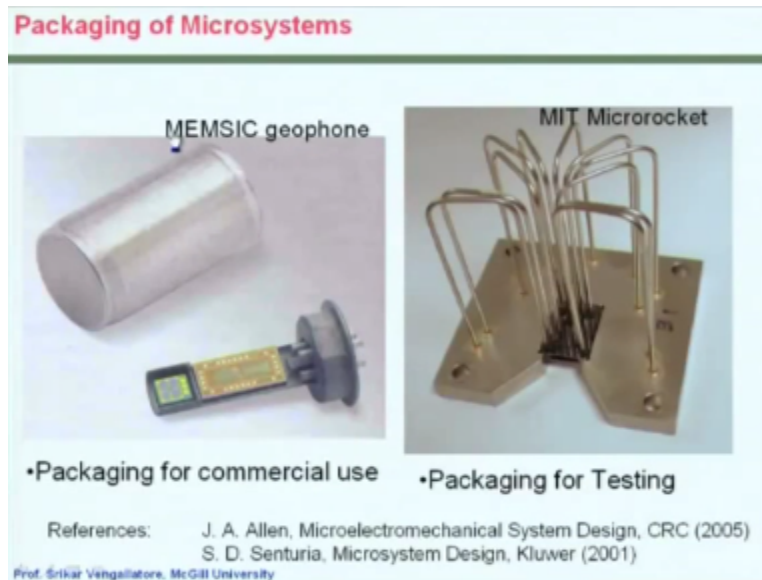 Packaging of Microsystems
MEMSIC geophone
MIT Microrocket
•Packaging for commercial use
•Packaging for Testing
References: J. A. Allen, Microelectromechanical System Design, CRC (2005)
S. D. Senturia, Microsystem Design, Kluwer (2001)
Prof. Srikar Vengallatore, McGill University